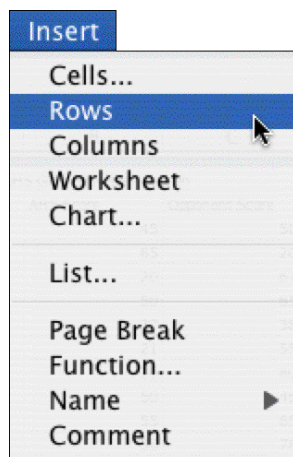 Insert
Cells...
Rows
Columns
Worksheet
Chart...
List...
Page Break
Function...
Name
Comment